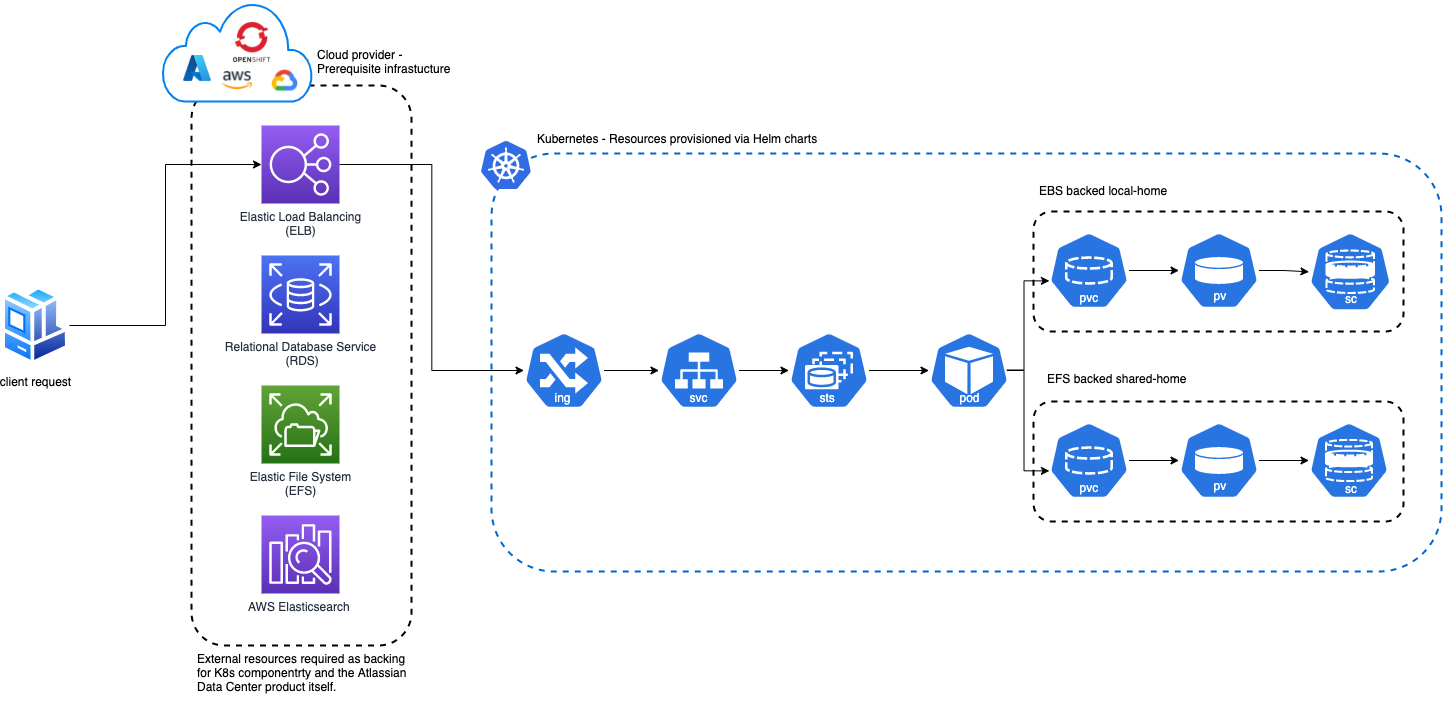 OPENSHIFT
aws
Cloud provider -
Prerequisite infrastucture
Elastic Load Balancing
(ELB)
Relational Database Service
(RDS)
Elastic File System
(EFS)
AWS Elasticsearch
External resources required as backing
for K8s componentrty and the Atlassian
Data Center product itself.
client request
Kubernetes - Resources provisioned via Helm charts
ing
svc
sts
pod
EBS backed local-home
pvc
pv
sc
EFS backed shared-home
pvc
pv
sc